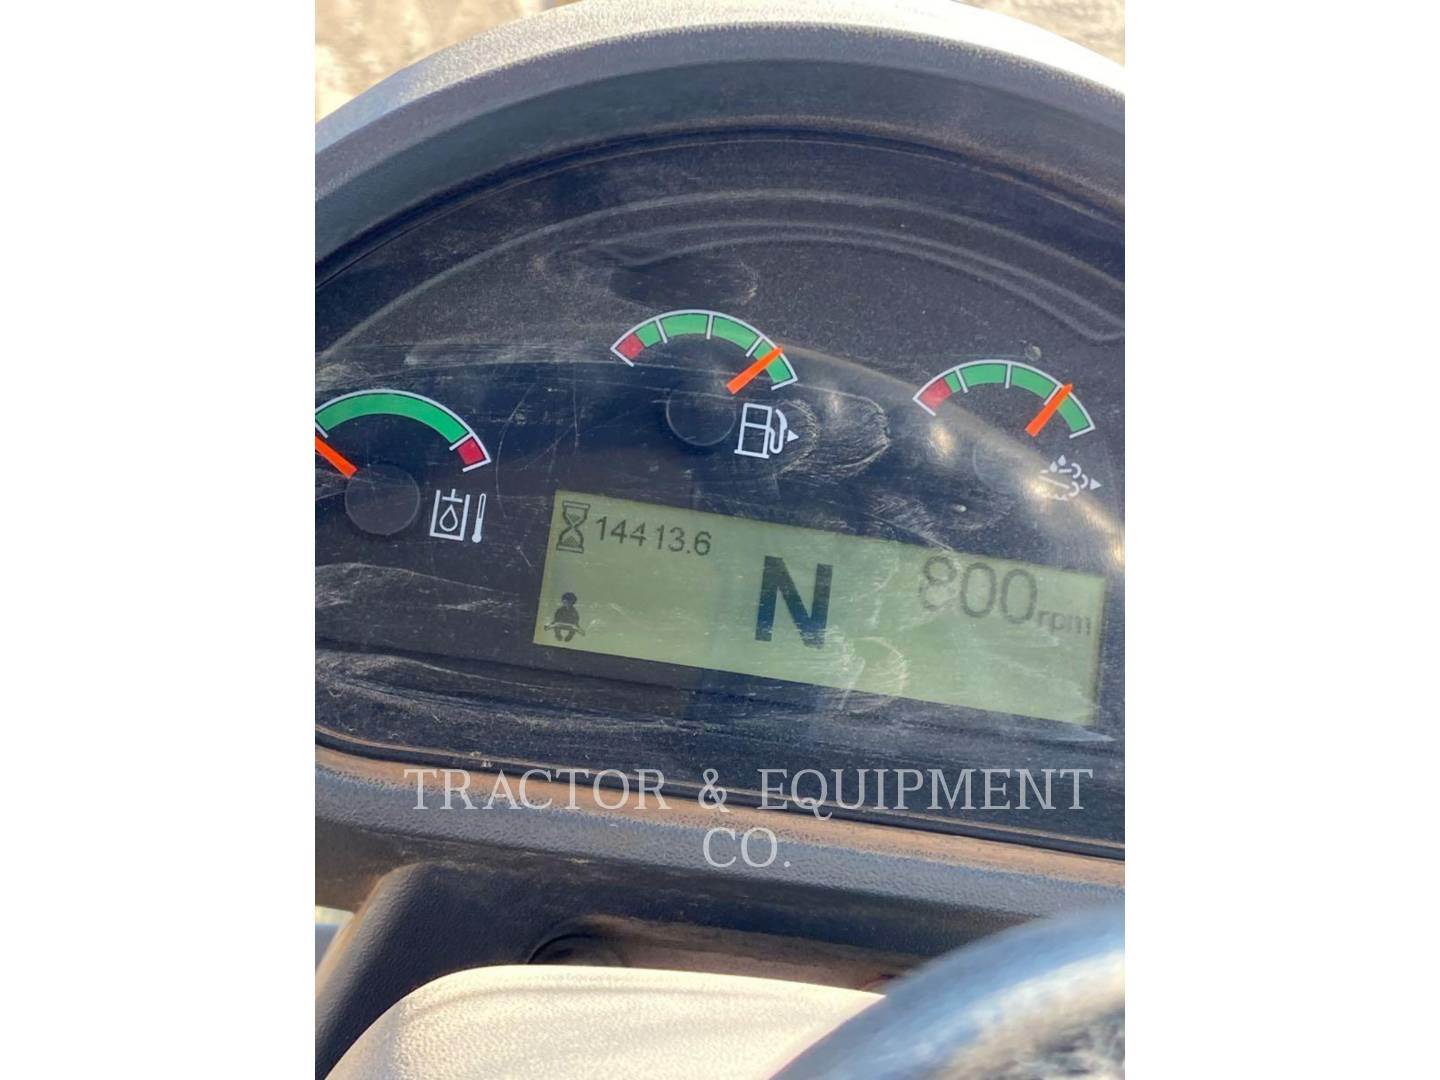 14413.6
N
800rpm
TRACTOR & EQUIPMENT
CO.